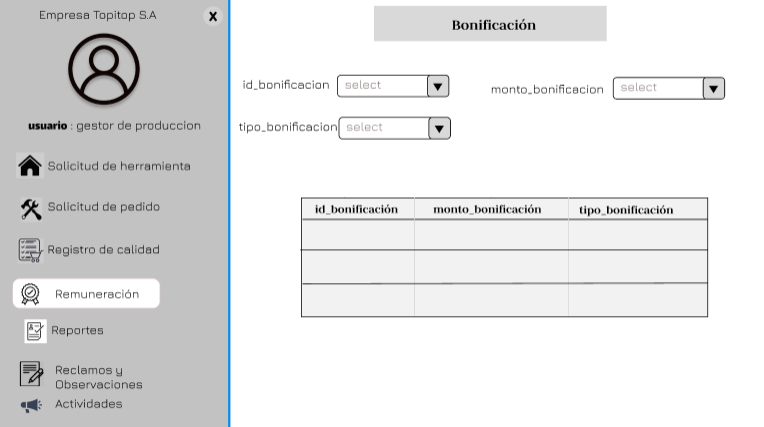 Empresa Topitop S.A
X
usuario : gestor de produccion
Solicitud de herramienta
Solicitud de pedido
Registro de calidad
Remuneración
Reportes
Reclamos y
Observaciones
Actividades
Bonificación
id_bonificacion select
monto_bonificacion select
tipo_bonificacion select
id_bonificación monto_bonificación tipo_bonificación